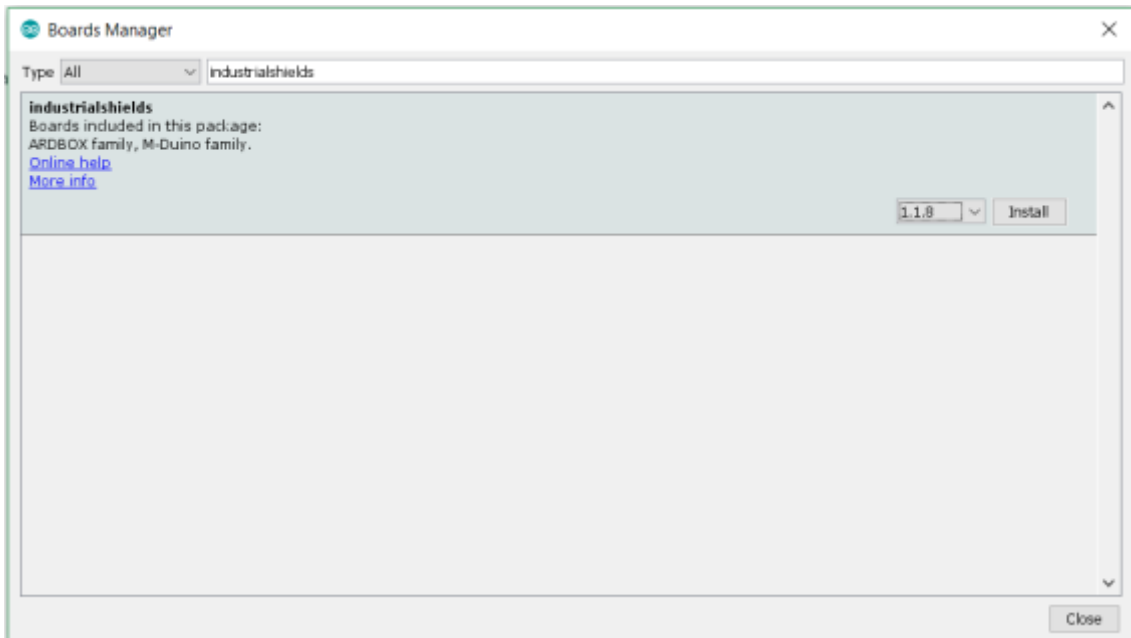 Boards Manager
Type All industrialshields
industrialshields
Boards included in this package:
ARDBOX family, M-Duino family.
Online help
More info
1.1.8 Install
Close